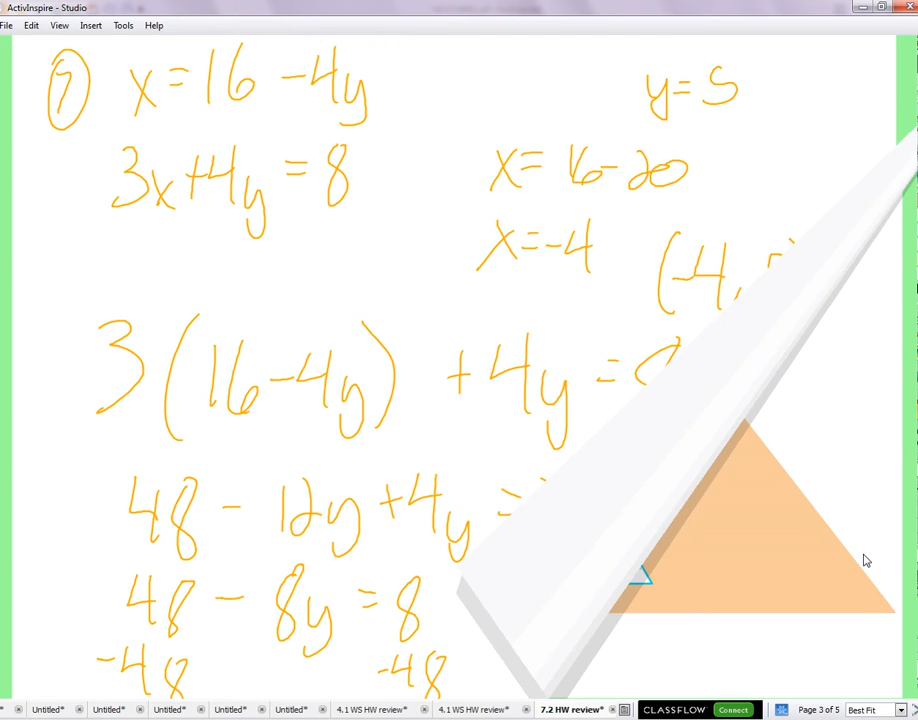 ActivInspire - Studio
File Edit View Insert Tools Help
7 x = 16 - 4y
3x + 4y = 8
y = 5
x = 16 - 20
x = -4
(-4,
3(16 - 4y) + 4y =
48 - 12y + 4y =
48 - 8y = 8
-48 -48
Untitled* Untitled* Untitled* Untitled* Untitled* 4.1 WS HW review* 4.1 WS HW review* 7.2 HW review* CLASSFLOW Connect Page 3 of 5 Best Fit